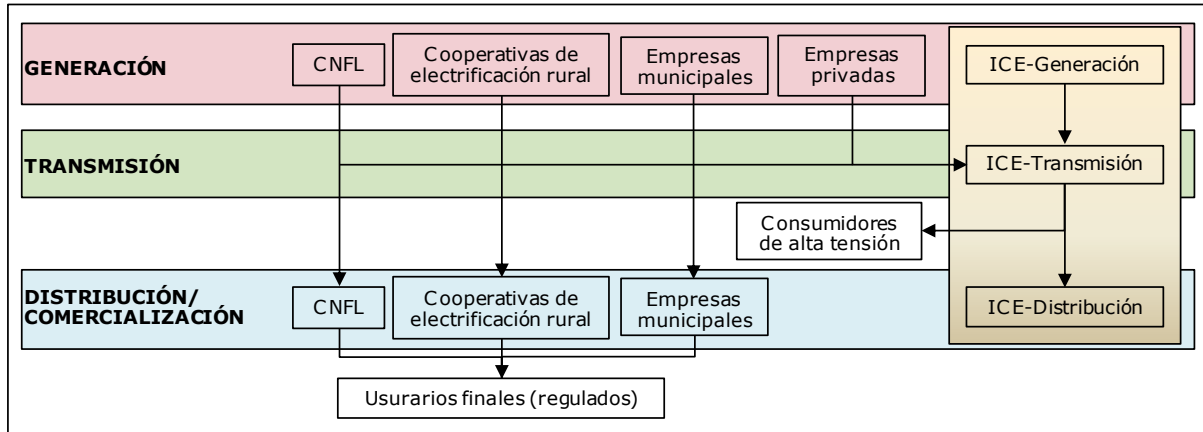 GENERACIÓN
CNFL
Cooperativas de
electrificación rural
Empresas
municipales
Empresas
privadas
ICE-Generación
TRANSMISIÓN
ICE-Transmisión
Consumidores
de alta tensión
DISTRIBUCIÓN/
COMERCIALIZACIÓN
CNFL
Cooperativas de
electrificación rural
Empresas
municipales
ICE-Distribución
Usurarios finales (regulados)